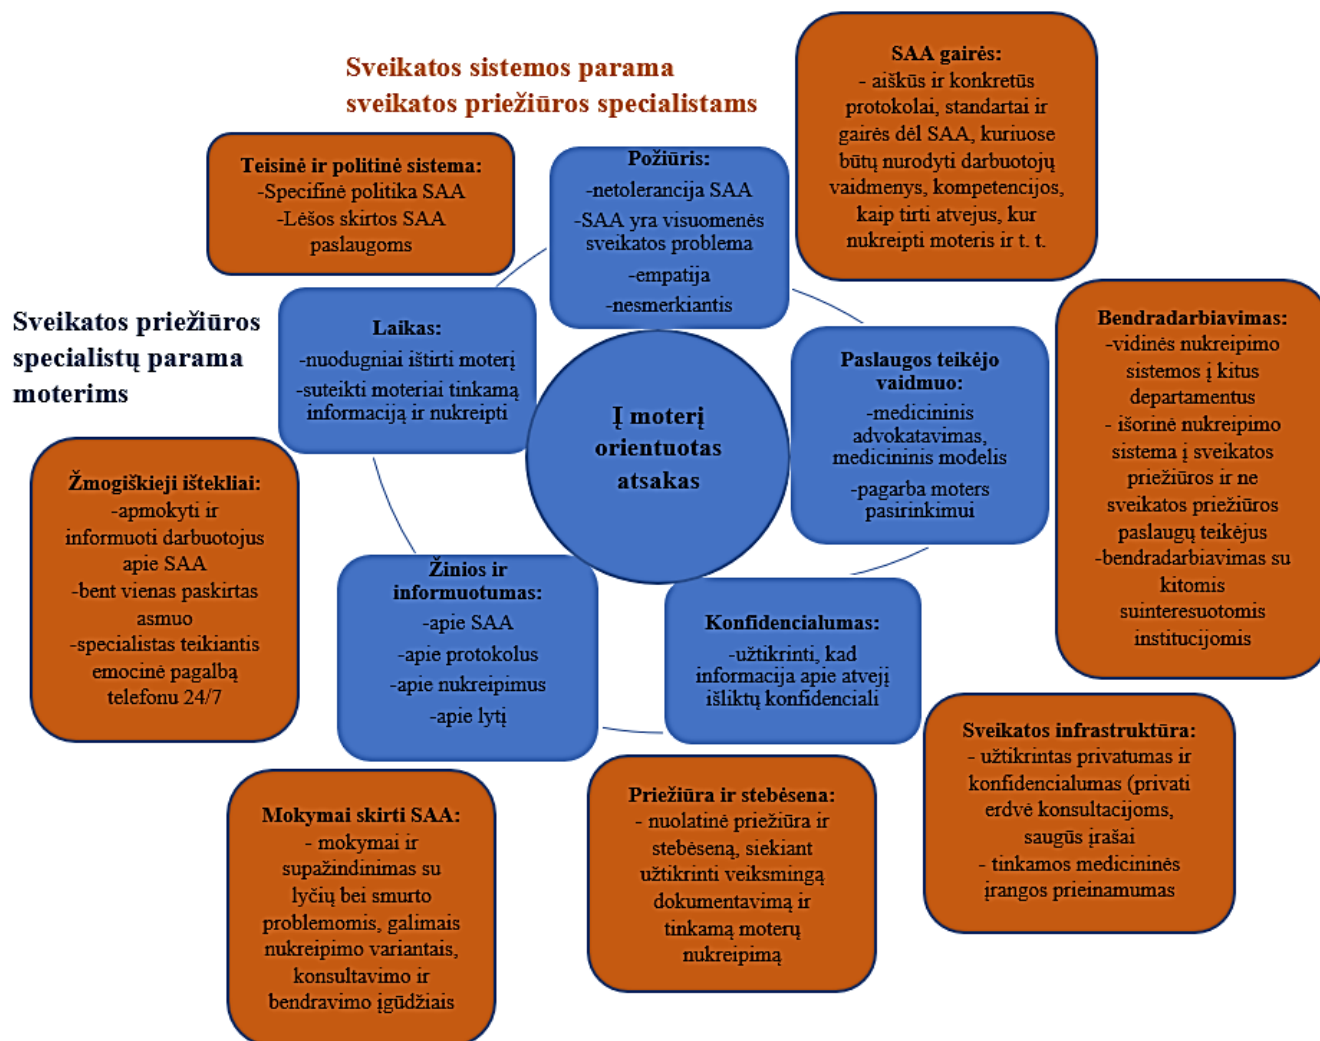 Sveikatos sistemos parama
sveikatos priežiūros specialistams
SAA gairės:
- aiškūs ir konkretūs
protokolai, standartai ir
gairės dėl SAA, kuriuose
būtų nurodyti darbuotojų
vaidmenys, kompetencijos,
kaip tirti atvejus, kur
nukreipti moteris ir t. t.
Teisinė ir politinė sistema:
-Specifinė politika SAA
-Lėšos skirtos SAA
paslaugoms
Požiūris:
-netolerancija SAA
-SAA yra visuomenės
sveikatos problema
-empatija
-nesmerkiantis
Sveikatos priežiūros
specialistų parama
moterims
Laikas:
-nuodugniai ištirti moterį
-suteikti moteriai tinkamą
informaciją ir nukreipti
Į moterį
orientuotas
atsakas
Paslaugos teikėjo
vaidmuo:
-medicininis
advokatavimas,
medicininis modelis
-pagarba moters
pasirinkimui
Bendradarbiavimas:
-vidinės nukreipimo
sistemos į kitus
departamentus
- išorinė nukreipimo
sistema į sveikatos
priežiūros ir ne
sveikatos priežiūros
paslaugų teikėjus
-bendradarbiavimas su
kitomis
suinteresuotomis
institucijomis
Žmogiškieji ištekliai:
-apmokyti ir
informuoti darbuotojus
apie SAA
-bent vienas paskirtas
asmuo
-specialistas teikiantis
emocinė pagalbą
telefonu 24/7
Žinios ir
informuotumas:
-apie SAA
-apie protokolus
-apie nukreipimus
-apie lytį
Konfidencialumas:
-užtikrinti, kad
informacija apie atvejį
išliktų konfidenciali
Sveikatos infrastruktūra:
- užtikrintas privatumas ir
konfidencialumas (privati
erdvė konsultacijoms,
saugūs įrašai
- tinkamos medicininės
įrangos prieinamumas
Mokymai skirti SAA:
- mokymai ir
supažindinimas su
lyčių bei smurto
problemomis, galimais
nukreipimo variantais,
konsultavimo ir
bendravimo įgūdžiais
Priežiūra ir stebėsena:
- nuolatinė priežiūra ir
stebėseną, siekiant
užtikrinti veiksmingą
dokumentavimą ir
tinkamą moterų
nukreipimą